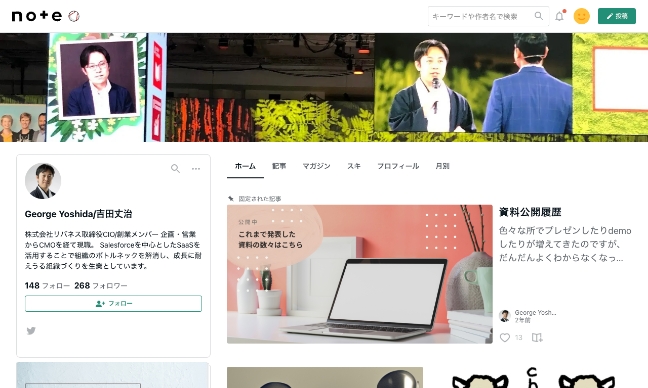 note
キーワードや作者名で検索
投稿
George Yoshida/吉田丈治
株式会社リバネス取締役CIO/創業メンバー 企画・営業
からCMOを経て現職。 Salesforceを中心としたSaaSを
活用することで組織のボトルネックを解消し、成長に耐
えうる組織づくりを生業としています。
148 フォロー 268 フォロワー
フォロー
ホーム 記事 マガジン スキ プロフィール 月別
固定された記事
公開中
これまで発表した
資料の数々はこちら
資料公開履歴
色々な所でプレゼンしたりdemo
したりが増えてきたのですが、
だんだんよくわからなくなっ...
George Yosh...
7年前
13